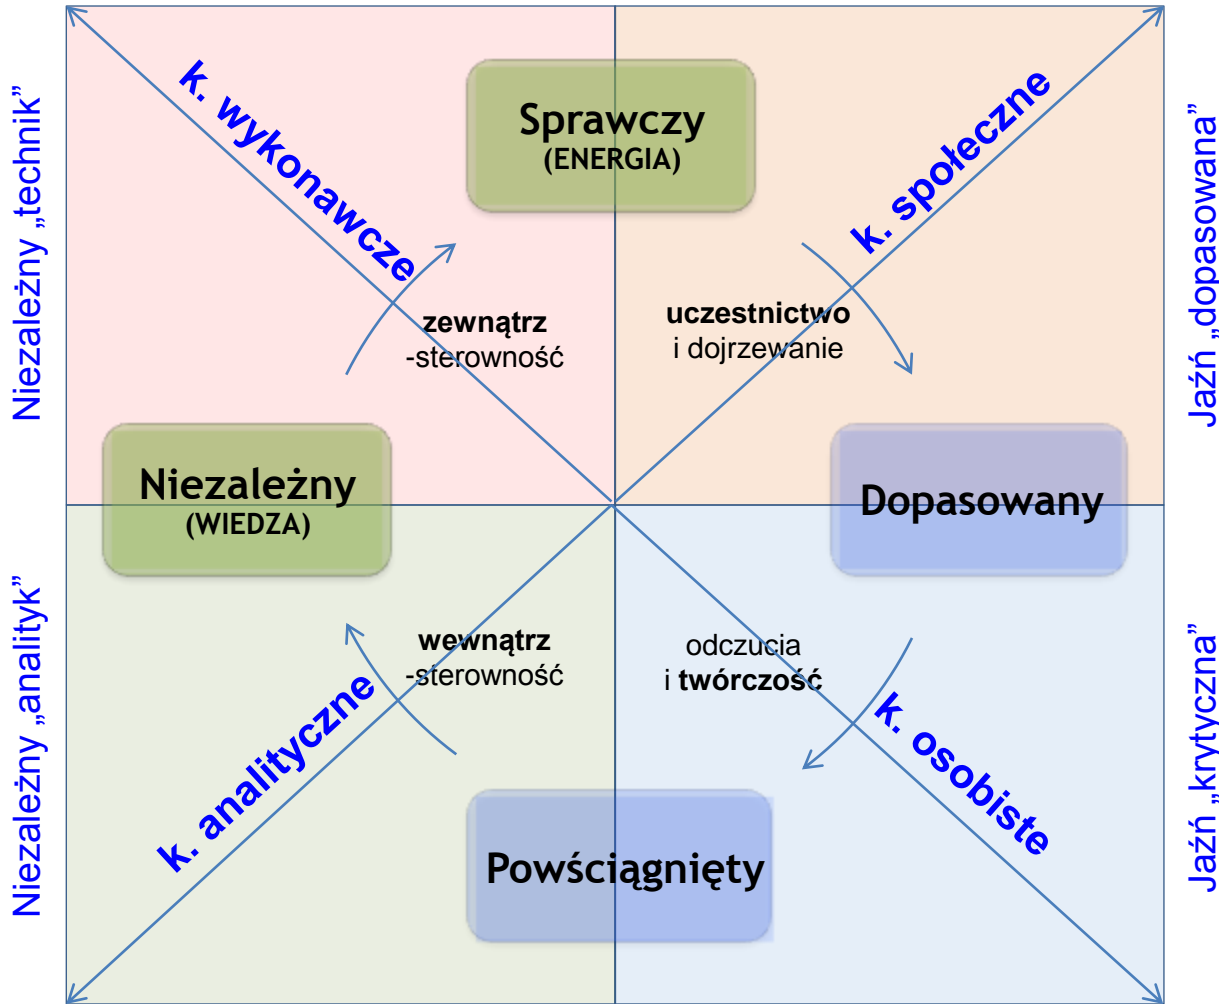 Niezależny „technik”
k. wykonawcze
Sprawczy
(ENERGIA)
k. społeczne
Jaźń „dopasowana”
zewnątrz
-sterowność
uczestnictwo
i dojrzewanie
Niezależny
(WIEDZA)
Dopasowany
Niezależny „analityk”
k. analityczne
wewnątrz
-sterowność
odczucia
i twórczość
k. osobiste
Jaźń „krytyczna”
Powściągnięty